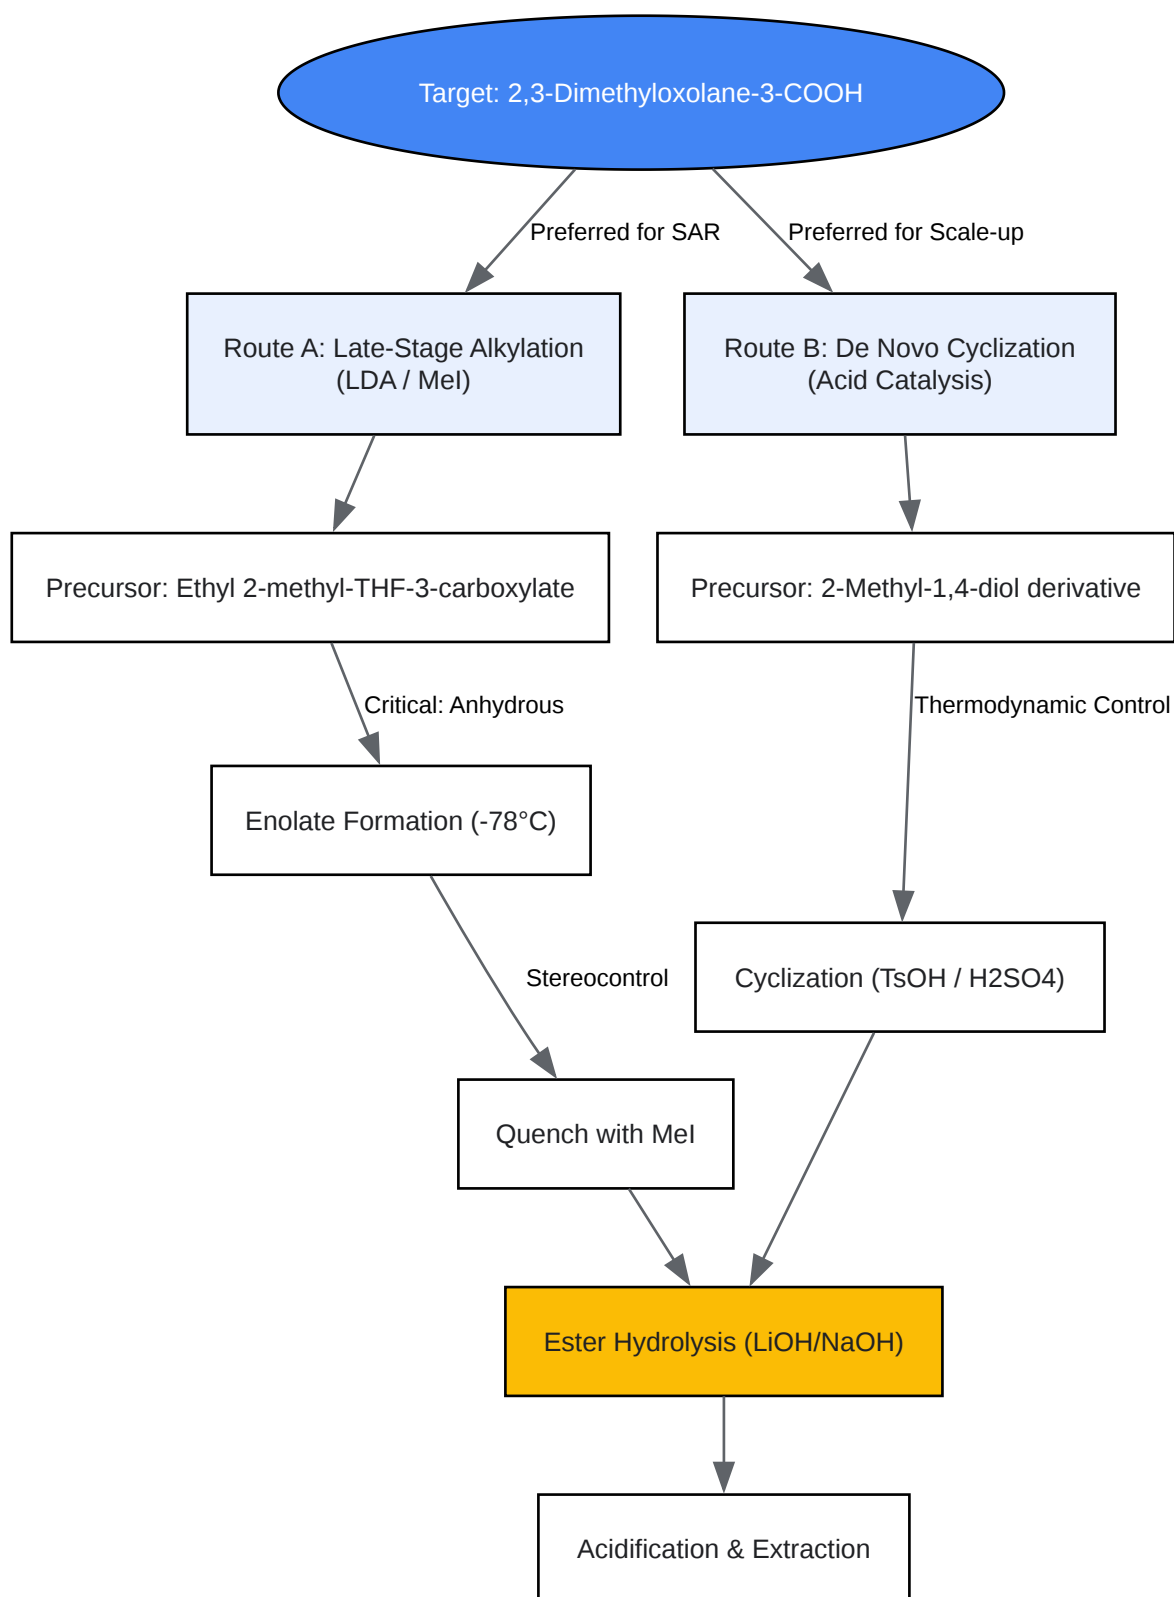 Target: 2,3-Dimethyloxolane-3-COOH
Preferred for SAR
Preferred for Scale-up
Route A: Late-Stage Alkylation
(LDA / MeI)
Route B: De Novo Cyclization
(Acid Catalysis)
Precursor: Ethyl 2-methyl-THF-3-carboxylate
Precursor: 2-Methyl-1,4-diol derivative
Critical: Anhydrous
Thermodynamic Control
Enolate Formation (-78°C)
Stereocontrol
Cyclization (TsOH / H2SO4)
Quench with MeI
Ester Hydrolysis (LiOH/NaOH)
Acidification & Extraction